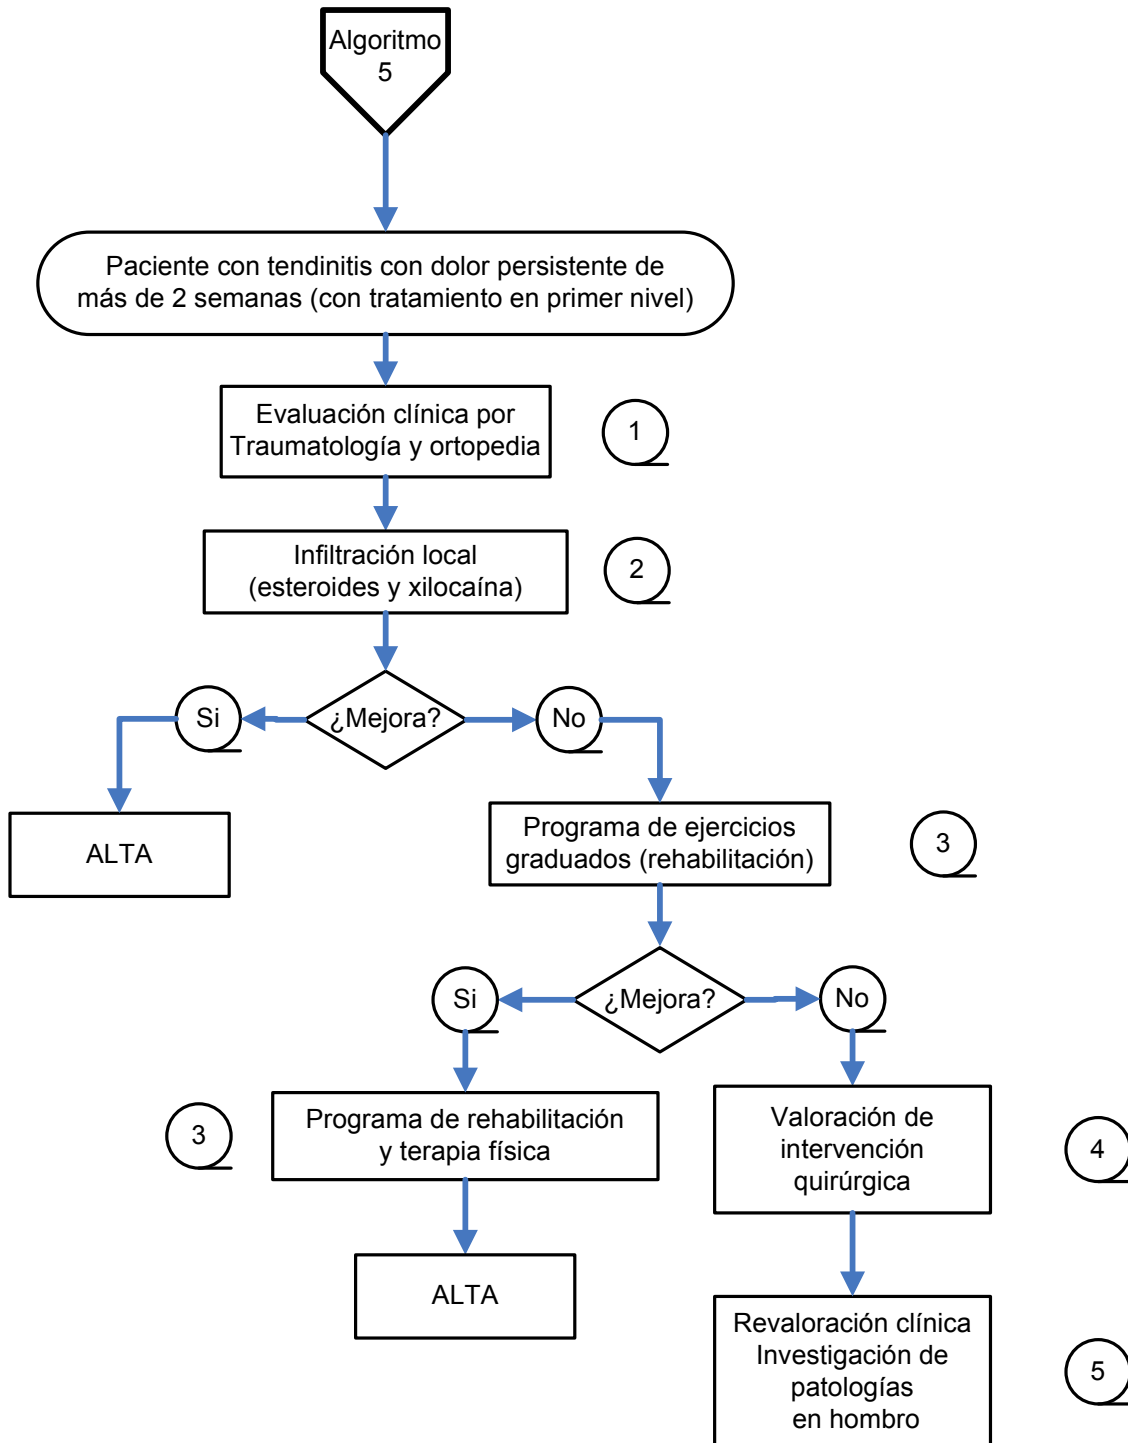 Algoritmo
5
Paciente con tendinitis con dolor persistente de
más de 2 semanas (con tratamiento en primer nivel)
Evaluación clínica por
Traumatología y ortopedia
1
Infiltración local
(esteroides y xilocaína)
2
Si
¿Mejora?
No
ALTA
Programa de ejercicios
graduados (rehabilitación)
3
Si
¿Mejora?
No
3
Programa de rehabilitación
y terapia física
Valoración de
intervención
quirúrgica
4
ALTA
Revaloración clínica
Investigación de
patologías
en hombro
5